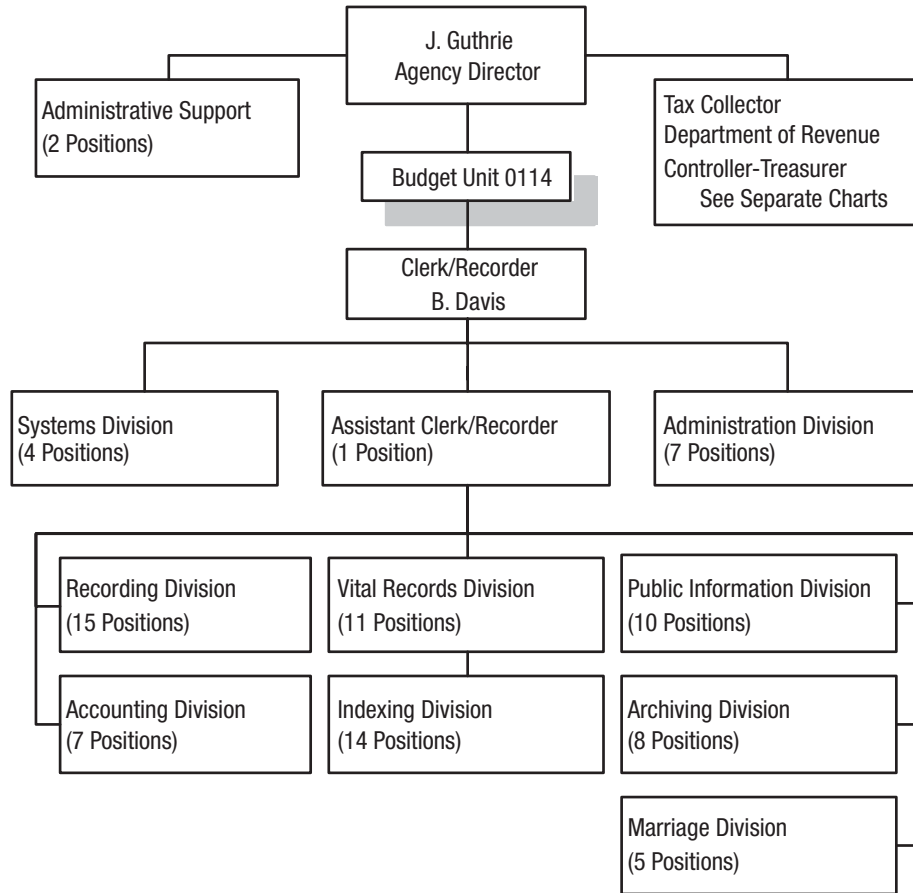 J. Guthrie
Agency Director
Administrative Support
(2 Positions)
Tax Collector
Department of Revenue
Controller-Treasurer
See Separate Charts
Budget Unit 0114
Clerk/Recorder
B. Davis
Systems Division
(4 Positions)
Assistant Clerk/Recorder
(1 Position)
Administration Division
(7 Positions)
Recording Division
(15 Positions)
Vital Records Division
(11 Positions)
Public Information Division
(10 Positions)
Accounting Division
(7 Positions)
Indexing Division
(14 Positions)
Archiving Division
(8 Positions)
Marriage Division
(5 Positions)